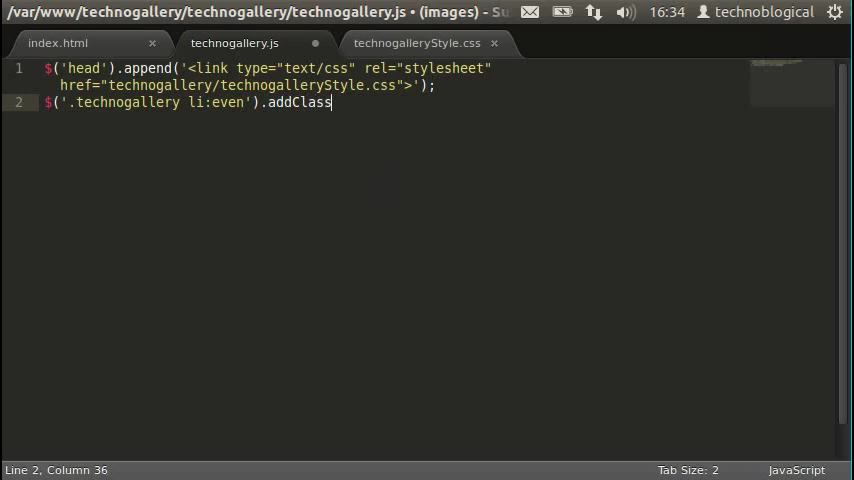 /var/www/technogallery/technogallery/technogallery.js • (images) - Su 16:34 technoblogical
index.html × technogallery.js technogalleryStyle.css ×
1 $('head').append('<link type="text/css" rel="stylesheet"
href="technogallery/technogalleryStyle.css">');
2 $('.technogallery li:even').addClass
Line 2, Column 36 Tab Size: 2 JavaScript